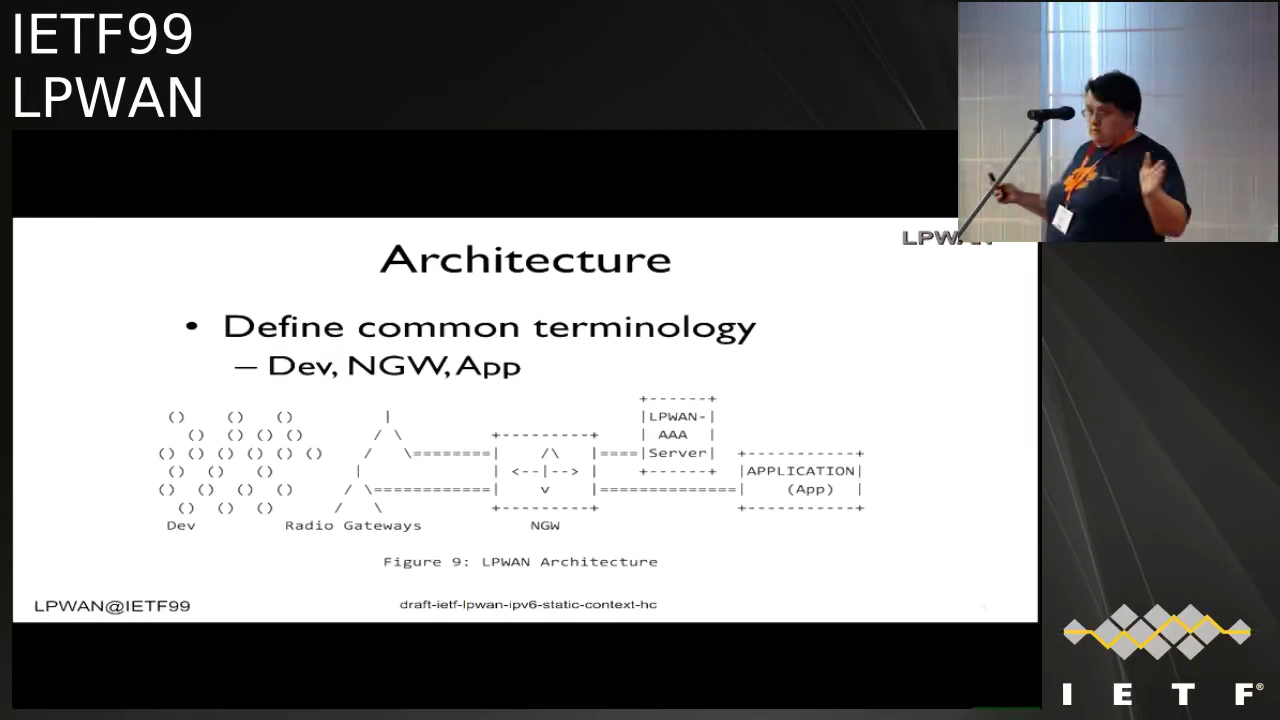 IETF99
LPWAN
LPWAN
Architecture
• Define common terminology
– Dev, NGW, App
LPWAN-
AAA
Server
APPLICATION
(App)
Dev Radio Gateways NGW
Figure 9: LPWAN Architecture
LPWAN@IETF99 draft-ietf-lpwan-ipv6-static-context-hc
I E T F®